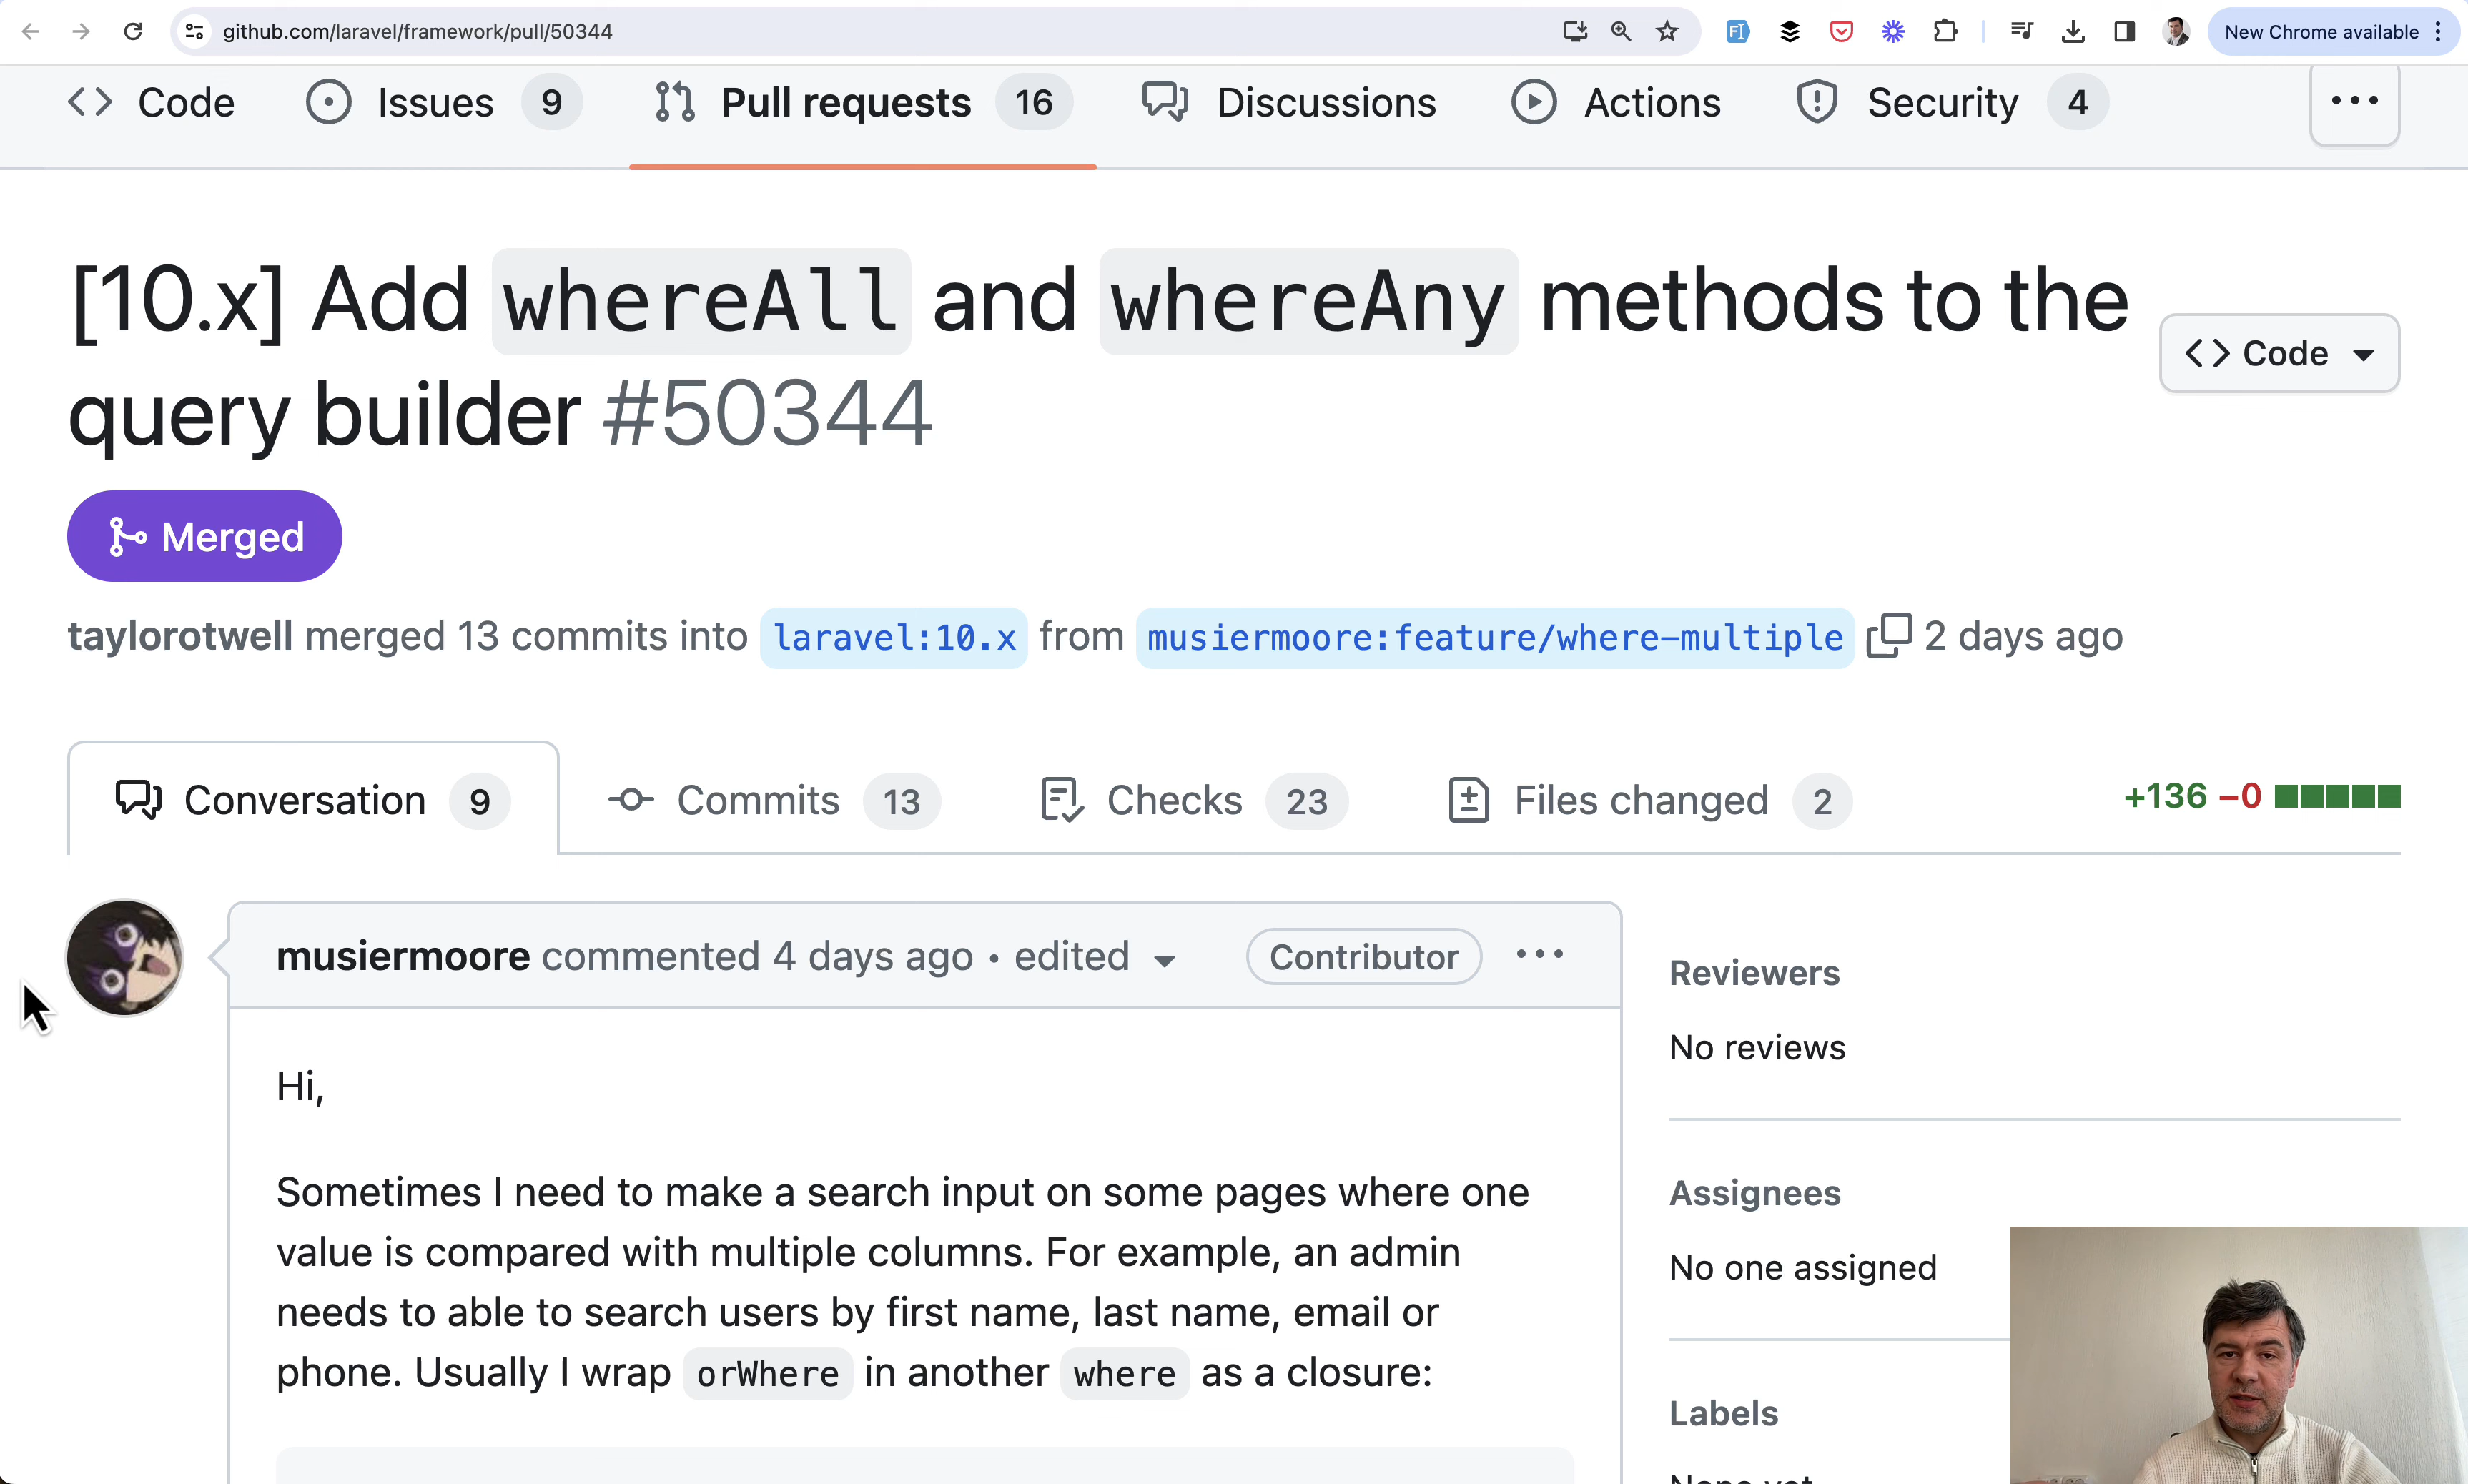 github.com/laravel/framework/pull/50344
New Chrome available
Code
Issues 9
Pull requests 16
Discussions
Actions
Security 4
[10.x] Add whereAll and whereAny methods to the
query builder #50344
Code
Merged
taylorotwell merged 13 commits into laravel:10.x from musiermoore:feature/where-multiple 2 days ago
Conversation 9
Commits 13
Checks 23
Files changed 2
+136 −0
musiermoore commented 4 days ago • edited
Contributor
Hi,
Sometimes I need to make a search input on some pages where one
value is compared with multiple columns. For example, an admin
needs to able to search users by first name, last name, email or
phone. Usually I wrap orWhere in another where as a closure:
Reviewers
No reviews
Assignees
No one assigned
Labels
None yet